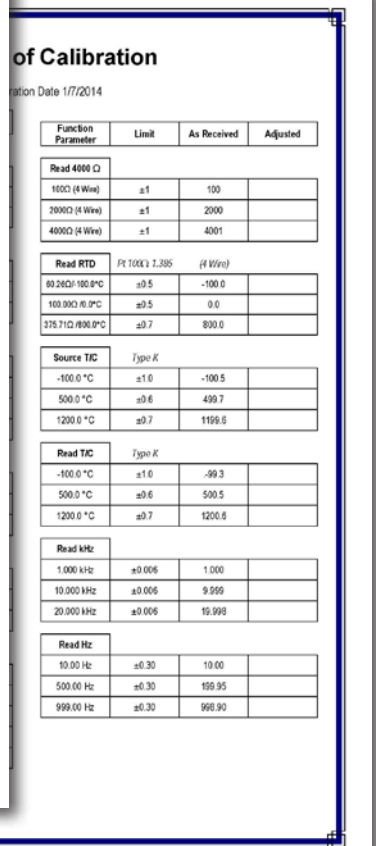 of Calibration
ration Date 1/7/2014
Function Parameter Limit As Received Adjusted
Read 4000 Ω
100Ω (4 Wire) ±1 100
2000Ω (4 Wire) ±1 2000
4000Ω (4 Wire) ±1 4001
Read RTD Pt 100Ω 1.385 (4 Wire)
60.26Ω/-100.0°C ±0.5 -100.0
100.00Ω /0.0°C ±0.5 0.0
375.71Ω /800.0°C ±0.7 800.0
Source T/C Type K
-100.0 °C ±1.0 -100.5
500.0 °C ±0.6 499.7
1200.0 °C ±0.7 1199.6
Read T/C Type K
-100.0 °C ±1.0 -99.3
500.0 °C ±0.6 500.5
1200.0 °C ±0.7 1200.6
Read kHz
1.000 kHz ±0.006 1.000
10.000 kHz ±0.006 9.999
20.000 kHz ±0.006 19.998
Read Hz
10.00 Hz ±0.30 10.00
500.00 Hz ±0.30 199.95
999.00 Hz ±0.30 998.90